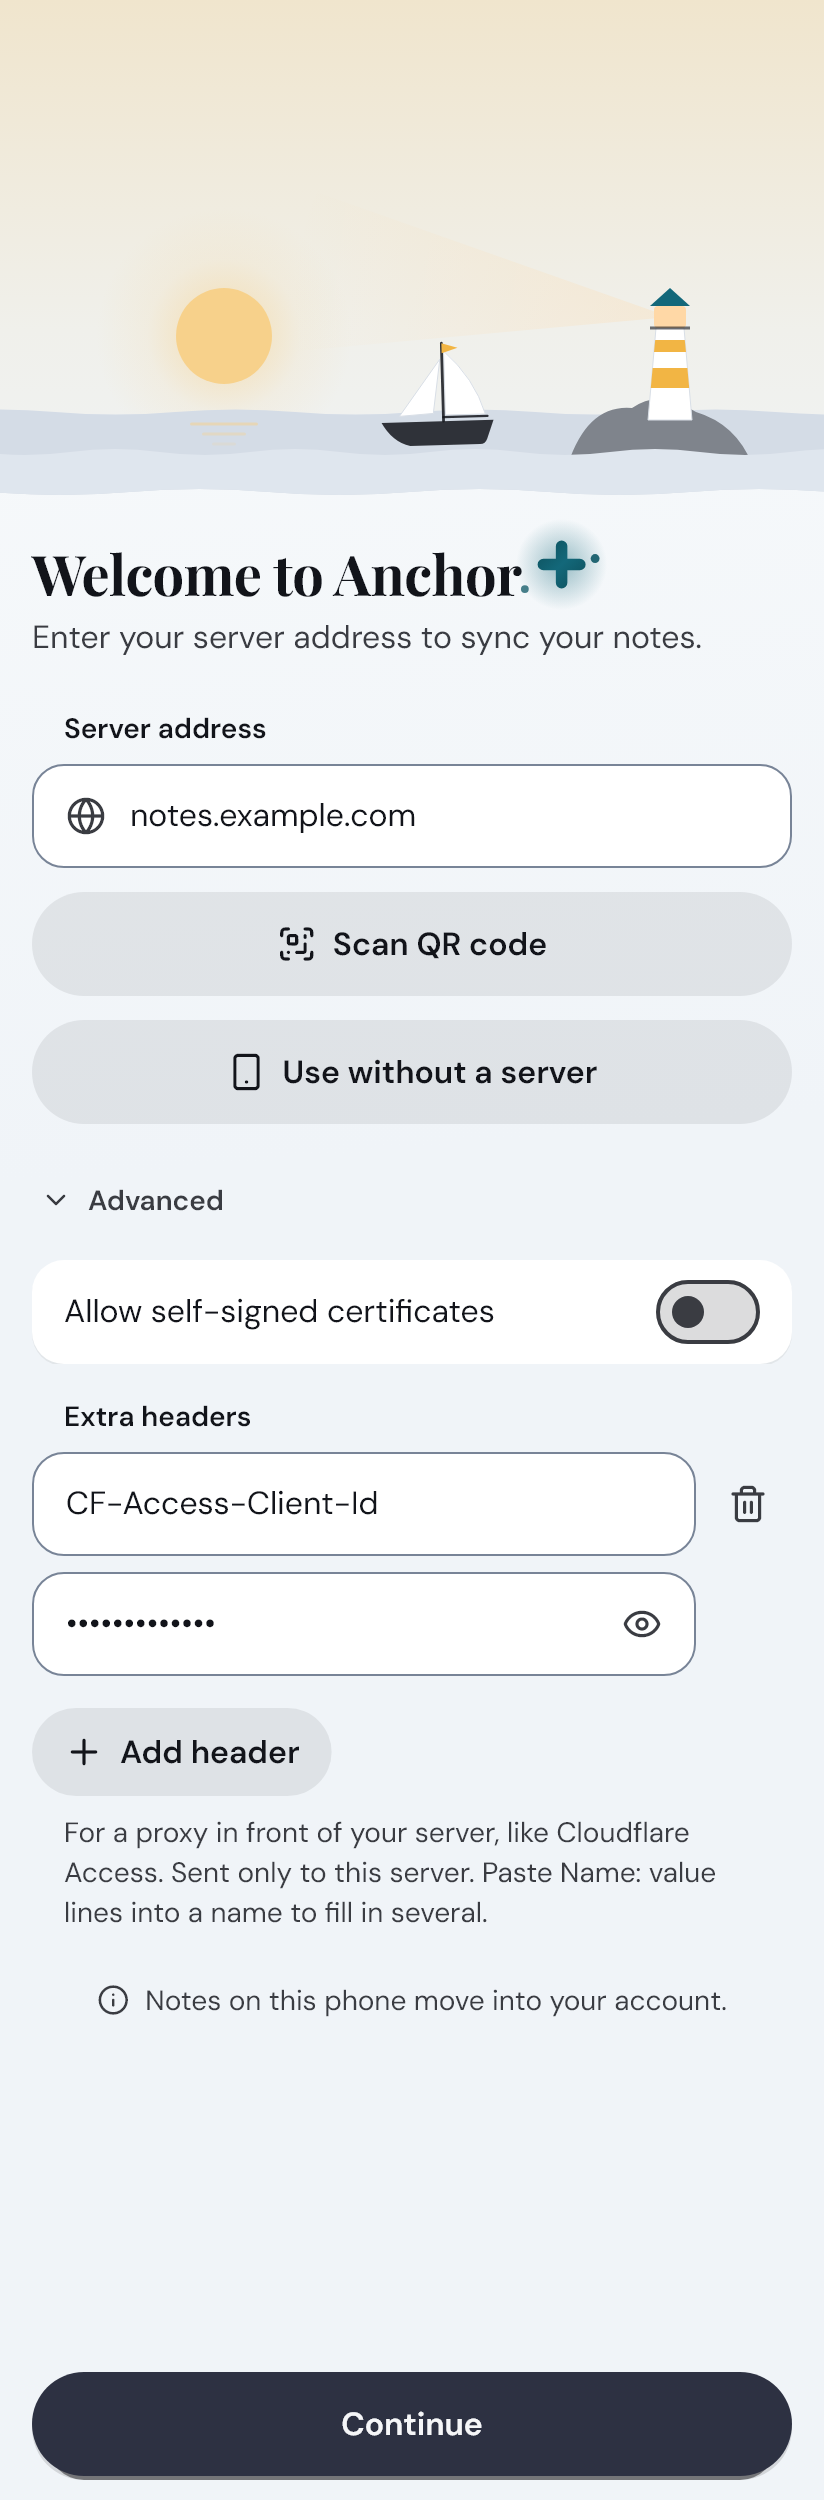 Welcome to Anchor.
Enter your server address to sync your notes.
Server address
notes.example.com
Scan QR code
Use without a server
Advanced
Allow self-signed certificates
Extra headers
CF-Access-Client-Id
•••••••••••••
Add header
For a proxy in front of your server, like Cloudflare
Access. Sent only to this server. Paste Name: value
lines into a name to fill in several.
Notes on this phone move into your account.
Continue